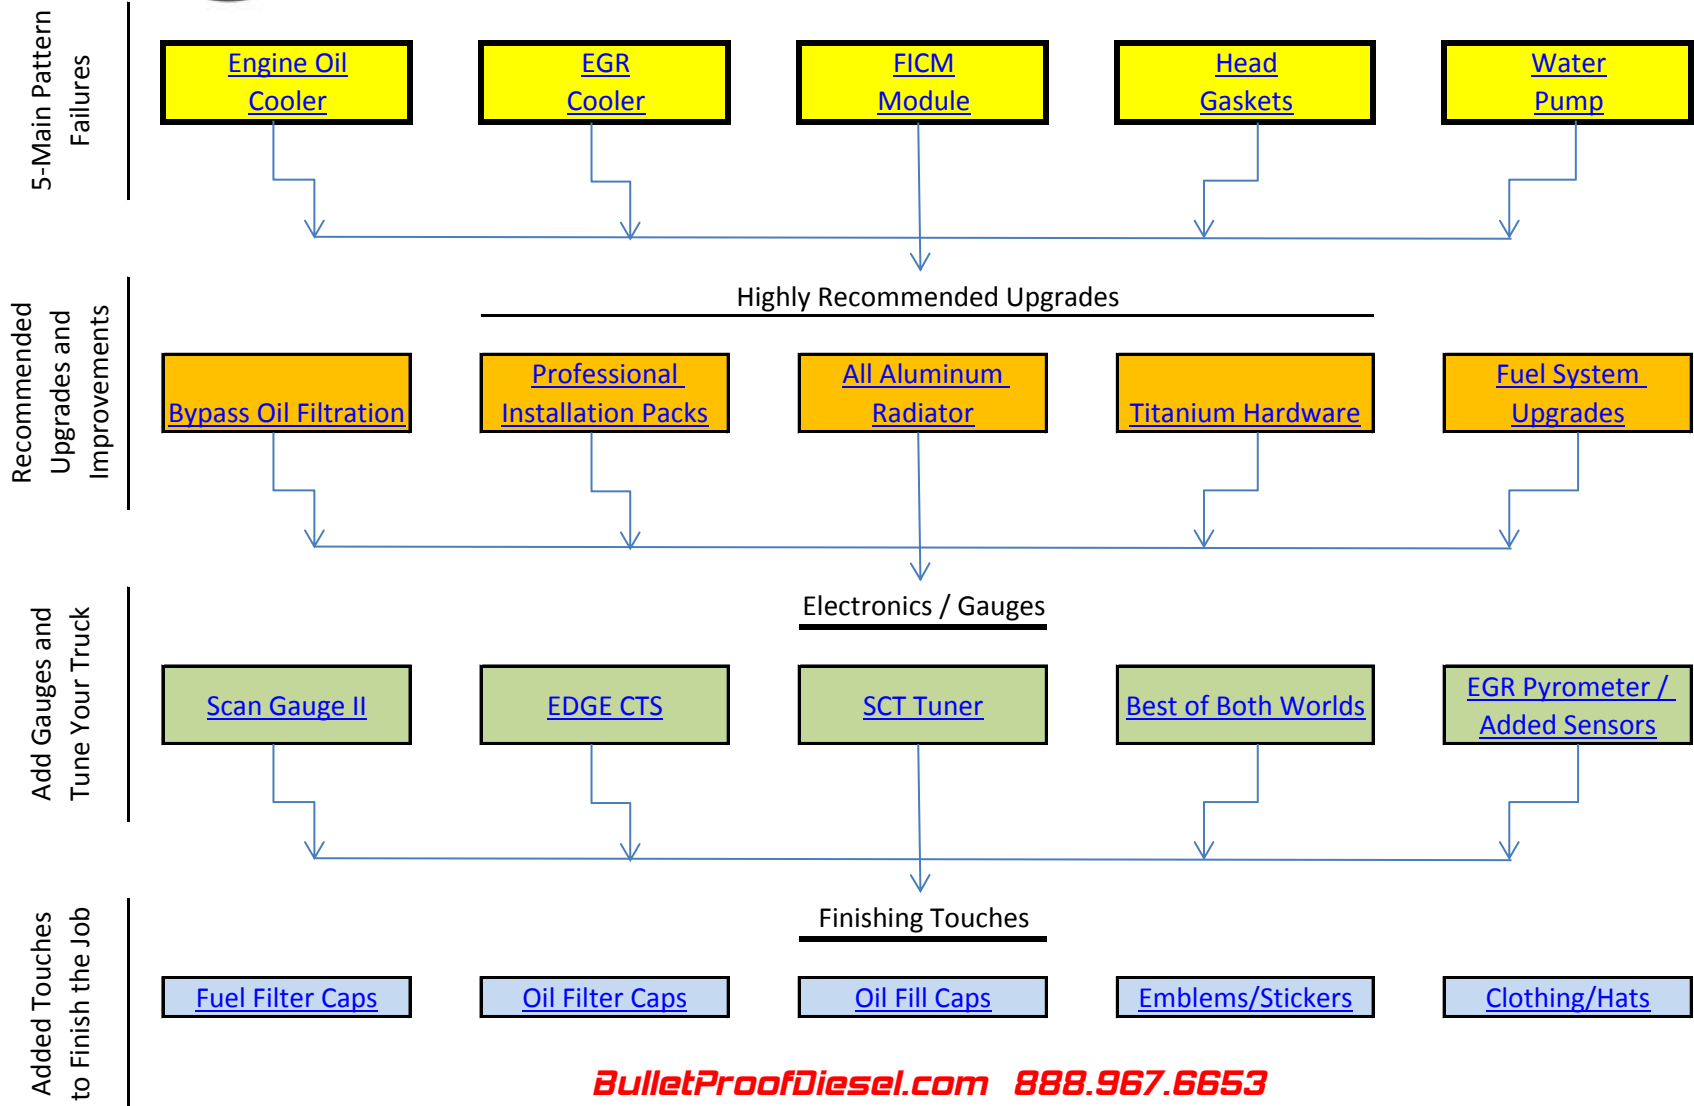 5-Main Pattern
Failures
Engine Oil
Cooler
EGR
Cooler
FICM
Module
Head
Gaskets
Water
Pump
Recommended
Upgrades and
Improvements
Highly Recommended Upgrades
Bypass Oil Filtration
Professional
Installation Packs
All Aluminum
Radiator
Titanium Hardware
Fuel System
Upgrades
Add Gauges and
Tune Your Truck
Electronics / Gauges
Scan Gauge II
EDGE CTS
SCT Tuner
Best of Both Worlds
EGR Pyrometer /
Added Sensors
Added Touches
to Finish the Job
Finishing Touches
Fuel Filter Caps
Oil Filter Caps
Oil Fill Caps
Emblems/Stickers
Clothing/Hats
BulletProofDiesel.com 888.967.6653